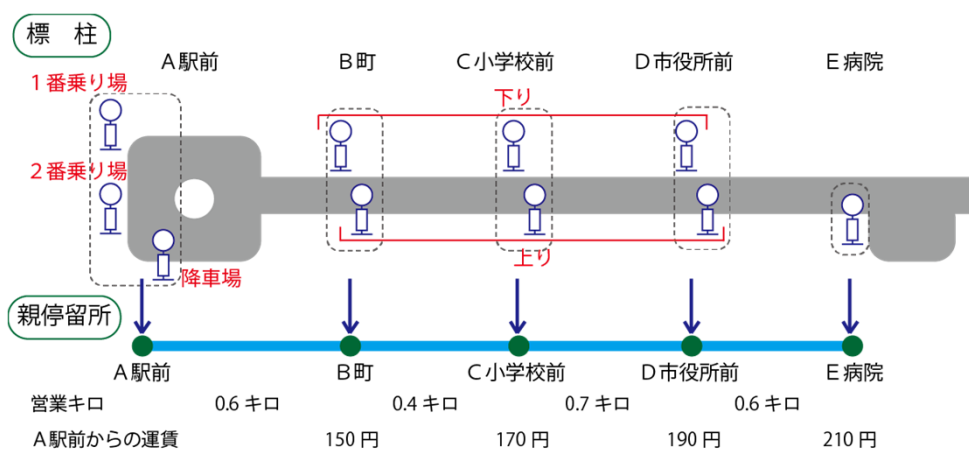 標 柱
A駅前 B町 C小学校前 D市役所前 E病院
1番乗り場
下り
2番乗り場
上り
降車場
親停留所
A駅前 B町 C小学校前 D市役所前 E病院
営業キロ 0.6 キロ 0.4 キロ 0.7 キロ 0.6 キロ
A駅前からの運賃 150 円 170 円 190 円 210 円